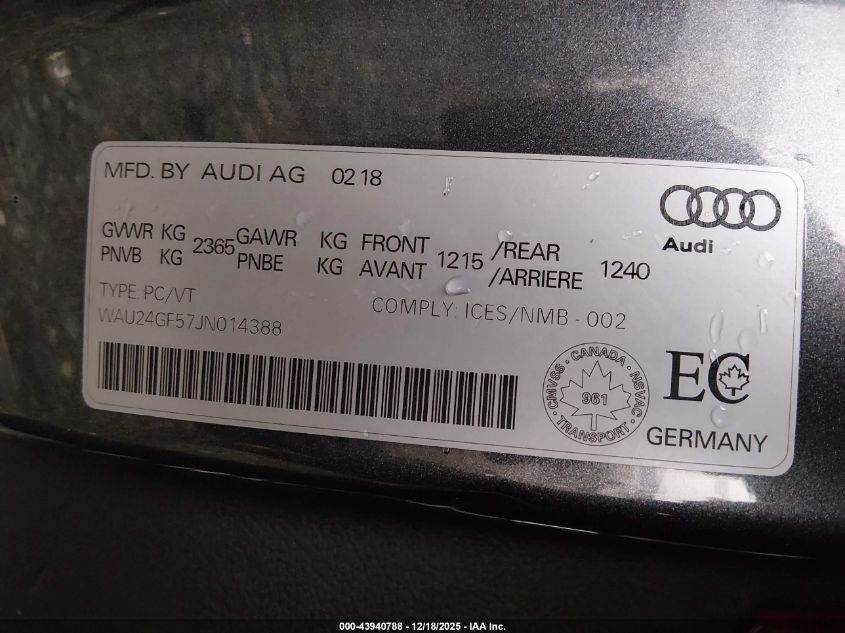 MFD. BY AUDI AG 02 18
Audi
GVWR KG 2365 GAWR KG FRONT 1215 /REAR 1240
PNVB KG PNBE KG AVANT /ARRIERE
TYPE. PC/VT
COMPLY: ICES/NMB - 002
WAU24GF57JN014388
CMVSS · CANADA · NSVAC · TRANSPORT
961
EC
GERMANY
000-43940788 - 12/18/2025 - IAA Inc.